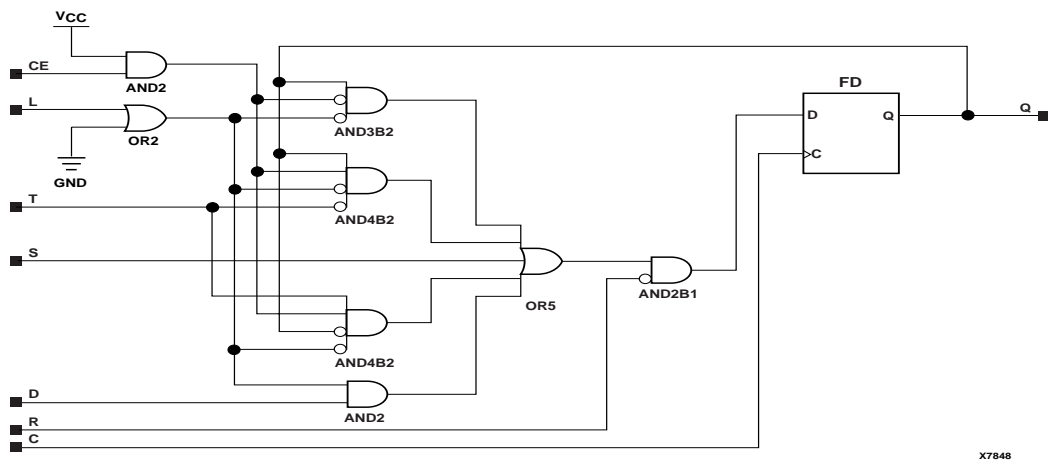 VCC
CE
AND2
L
OR2
GND
AND3B2
FD
D
Q
C
Q
AND4B2
T
S
OR5
AND2B1
AND4B2
D
AND2
R
C
X7848